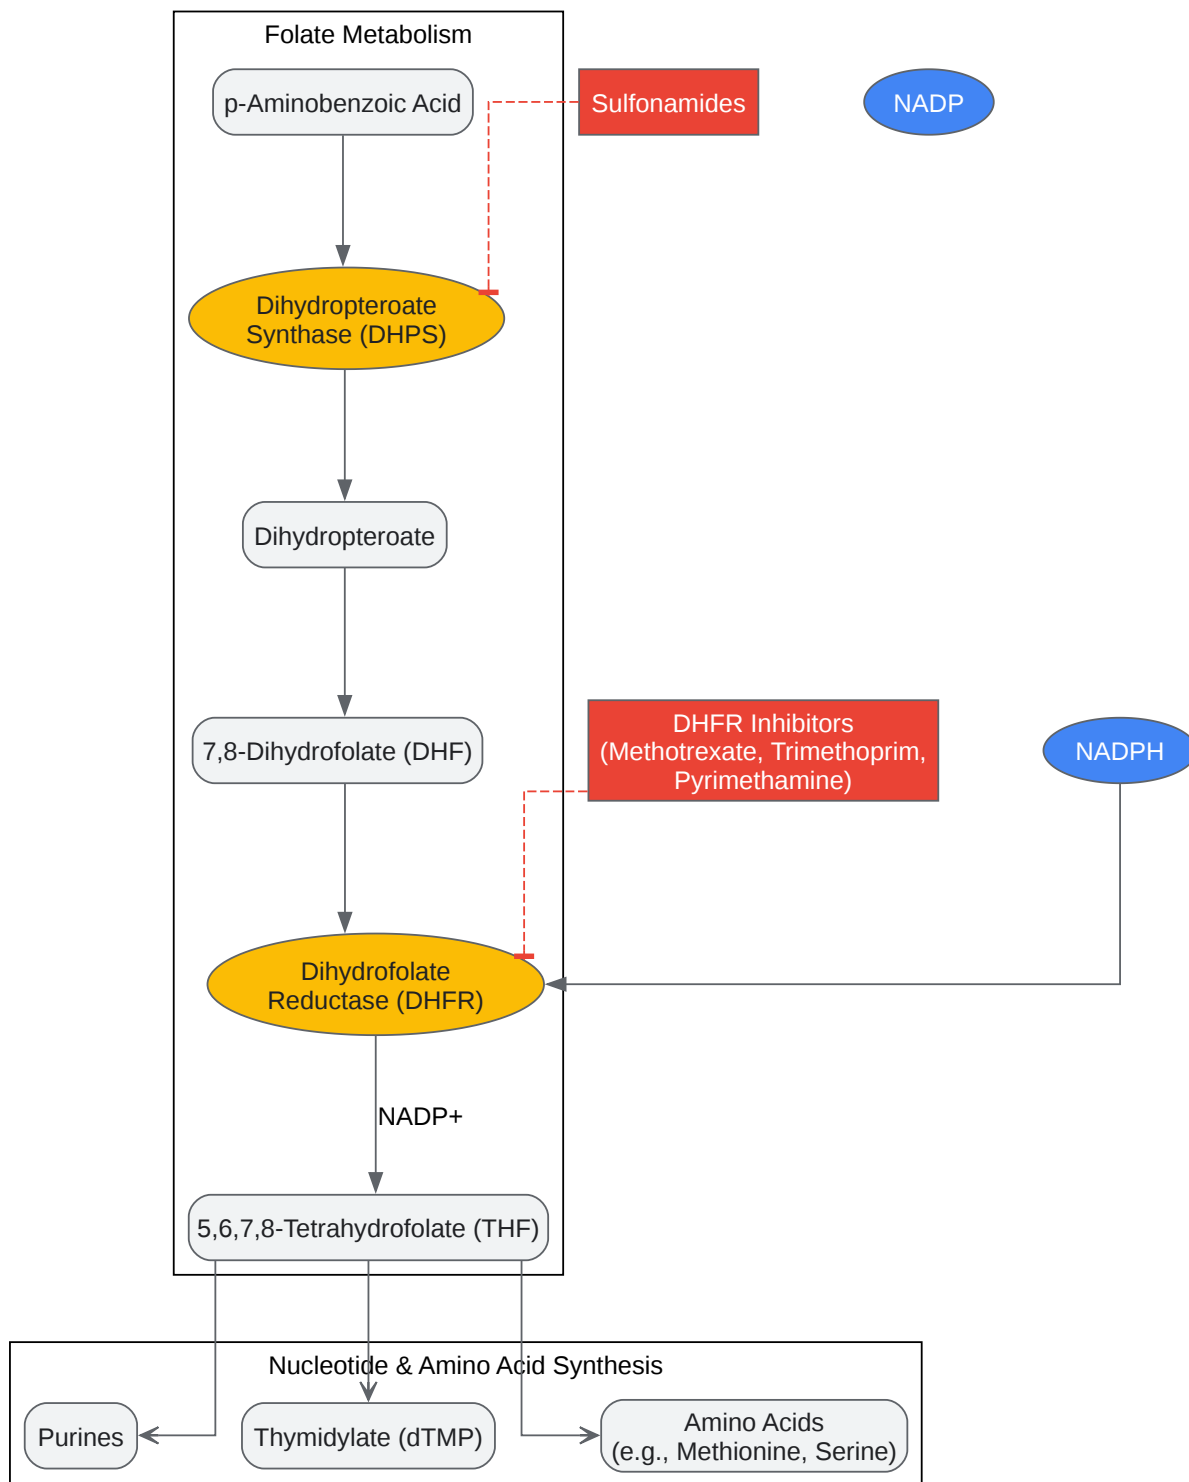 Folate Metabolism
p-Aminobenzoic Acid
Sulfonamides
NADP
Dihydropteroate
Synthase (DHPS)
Dihydropteroate
7,8-Dihydrofolate (DHF)
DHFR Inhibitors
(Methotrexate, Trimethoprim,
Pyrimethamine)
NADPH
Dihydrofolate
Reductase (DHFR)
NADP+
5,6,7,8-Tetrahydrofolate (THF)
Nucleotide & Amino Acid Synthesis
Purines
Thymidylate (dTMP)
Amino Acids
(e.g., Methionine, Serine)